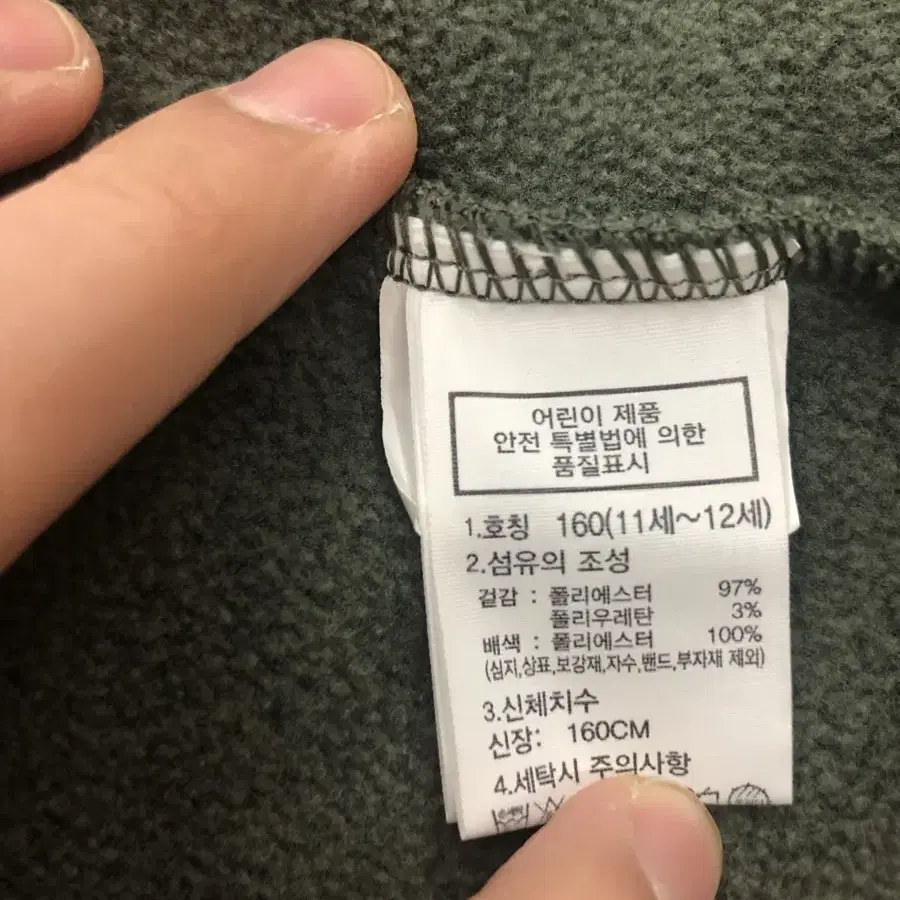 어린이 제품
안전 특별법에 의한
품질표시
1.호칭 160(11세~12세)
2.섬유의 조성
겉감 : 폴리에스터 97%
폴리우레탄 3%
배색 : 폴리에스터 100%
(심지,상표,보강재,자수,밴드,부자재 제외)
3.신체치수
신장: 160CM
4.세탁시 주의사항